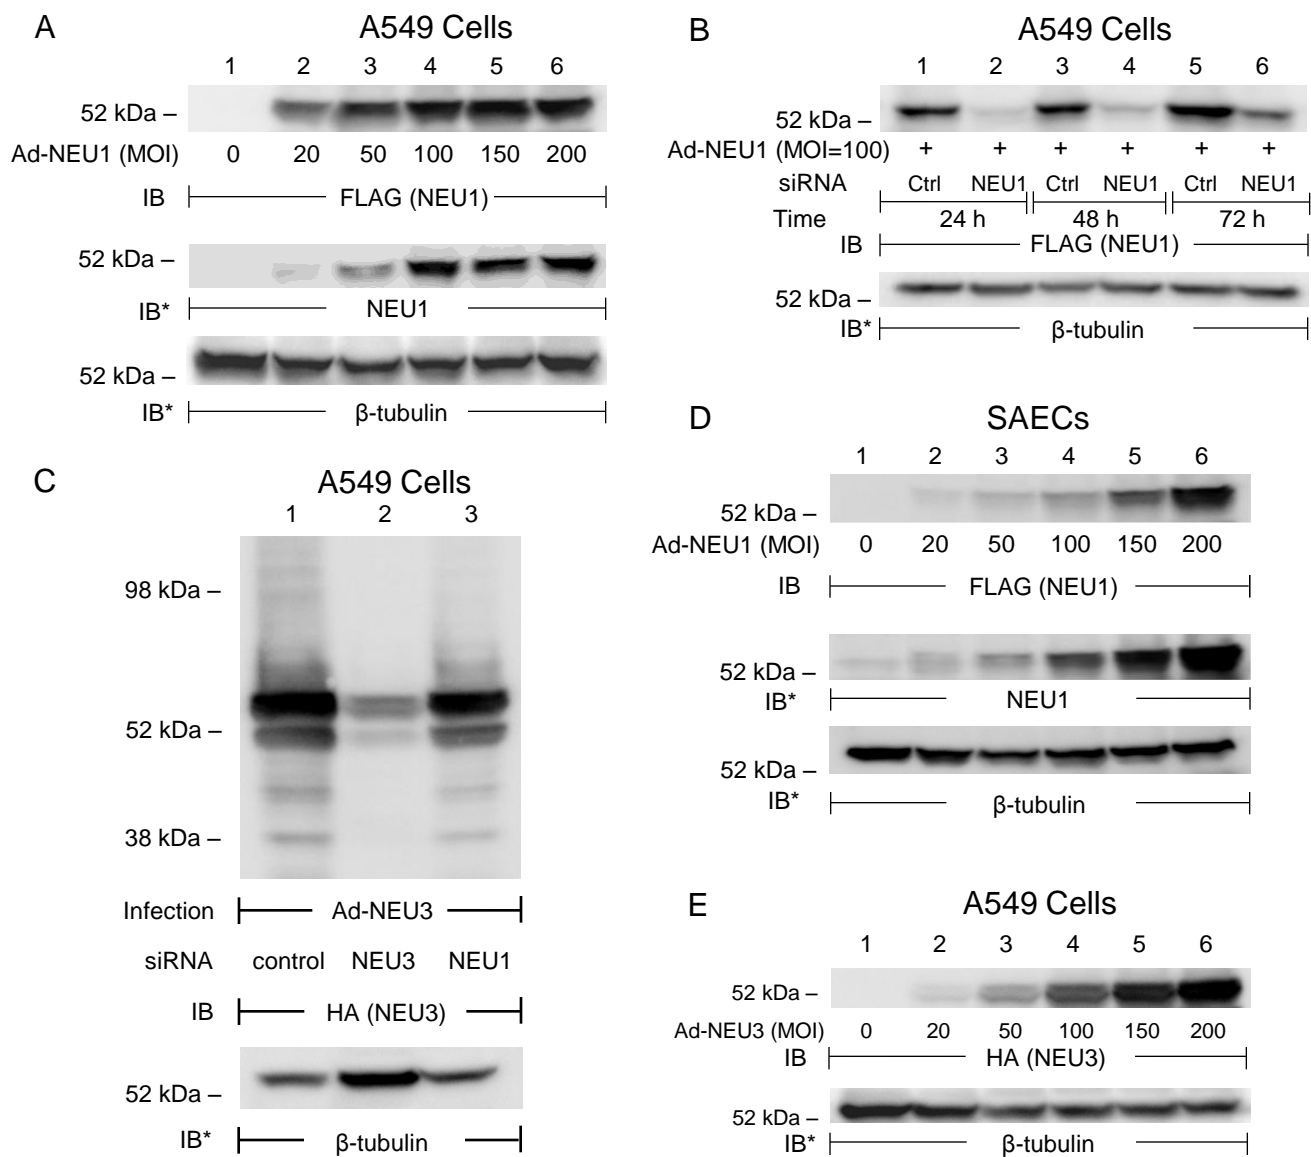 A
A549 Cells
1 2 3 4 5 6
52 kDa –
Ad-NEU1 (MOI) 0 20 50 100 150 200
IB FLAG (NEU1)
52 kDa –
IB* NEU1
52 kDa –
IB* β-tubulin
B
A549 Cells
1 2 3 4 5 6
52 kDa –
Ad-NEU1 (MOI=100) + + + + + +
siRNA Ctrl NEU1 Ctrl NEU1 Ctrl NEU1
Time 24 h 48 h 72 h
IB FLAG (NEU1)
52 kDa –
IB* β-tubulin
C
A549 Cells
1 2 3
98 kDa –
52 kDa –
38 kDa –
Infection Ad-NEU3
siRNA control NEU3 NEU1
IB HA (NEU3)
52 kDa –
IB* β-tubulin
D
SAECs
1 2 3 4 5 6
52 kDa –
Ad-NEU1 (MOI) 0 20 50 100 150 200
IB FLAG (NEU1)
52 kDa –
IB* NEU1
52 kDa –
IB* β-tubulin
E
A549 Cells
1 2 3 4 5 6
52 kDa –
Ad-NEU3 (MOI) 0 20 50 100 150 200
IB HA (NEU3)
52 kDa –
IB* β-tubulin